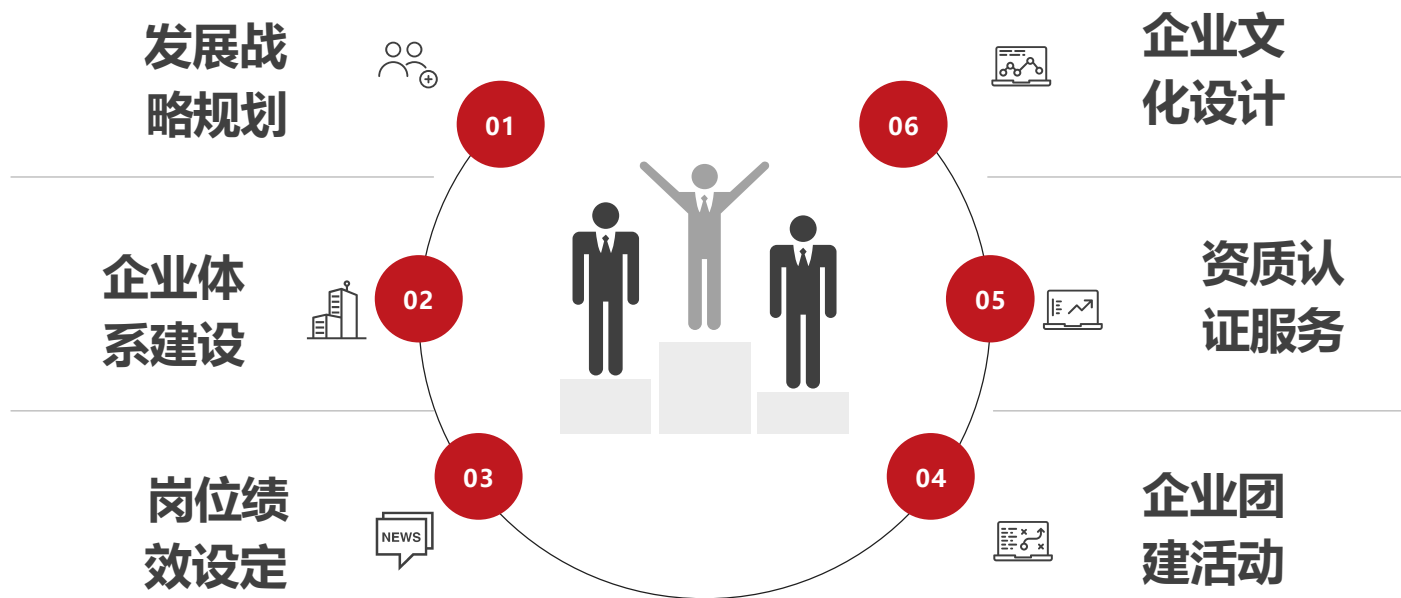 发展战
略规划
01
企业体
系建设
02
岗位绩
效设定
NEWS
03
04
企业团
建活动
05
资质认
证服务
06
企业文
化设计